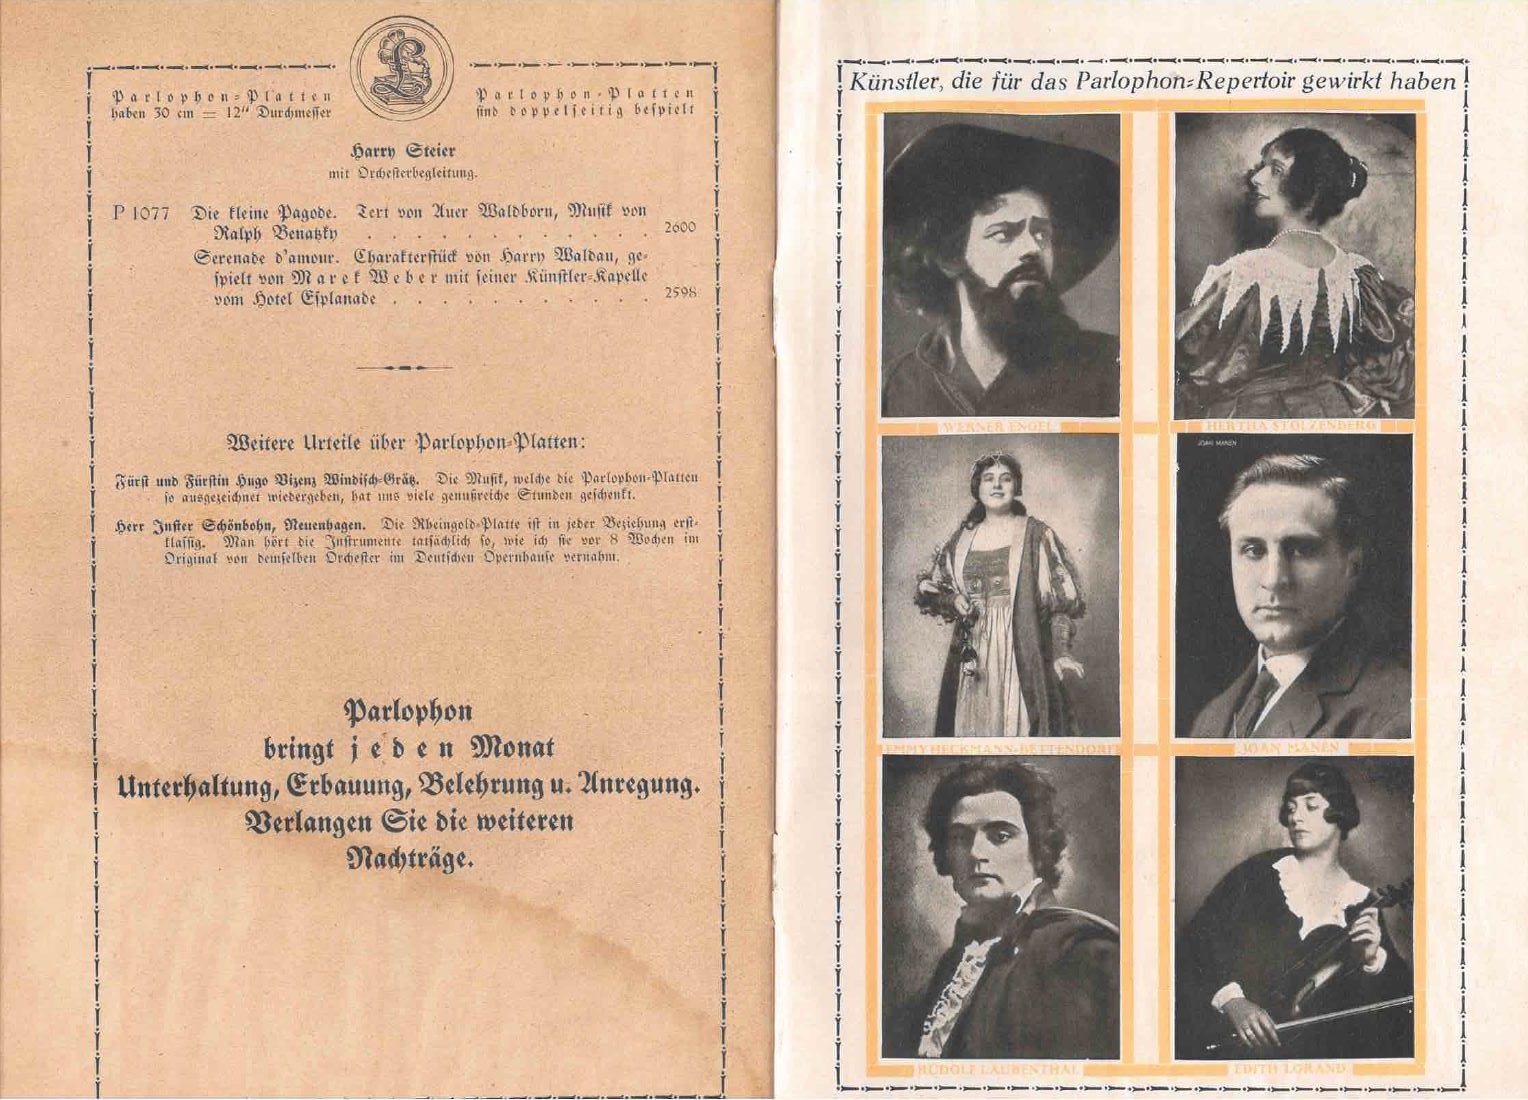 Parlophon-Platten
haben 30 cm = 12" Durchmesser
Parlophon-Platten
sind doppelseitig bespielt
Harry Steier
mit Orchesterbegleitung.
P 1077 Die kleine Pagode. Text von Auer Waldborn, Musik von
Ralph Benatzky . . . . . . . . . . . . 2600
Serenade d'amour. Charakterstück von Harry Waldau, ge-
spielt von Marek Weber mit seiner Künstler-Kapelle
vom Hotel Esplanade . . . . . . . . . . . 2598
Weitere Urteile über Parlophon-Platten:
Fürst und Fürstin Hugo Vizenz Windisch-Grätz. Die Musik, welche die Parlophon-Platten
so ausgezeichnet wiedergeben, hat uns viele genußreiche Stunden geschenkt.
Herr Inster Schönbohn, Neuenhagen. Die Rheingold-Platte ist in jeder Beziehung erst-
klassig. Man hört die Instrumente tatsächlich so, wie ich sie vor 8 Wochen im
Original von demselben Orchester im Deutschen Opernhause vernahm.
Parlophon
bringt jeden Monat
Unterhaltung, Erbauung, Belehrung u. Anregung.
Verlangen Sie die weiteren
Nachträge.
Künstler, die für das Parlophon-Repertoir gewirkt haben
WERNER ENGEL
HERTHA STOLZENBERG
JOAN MANEN
EMMY HECKMANN-BETTENDORF
JOAN MANEN
RUDOLF LAUBENTHAL
EDITH LORAND